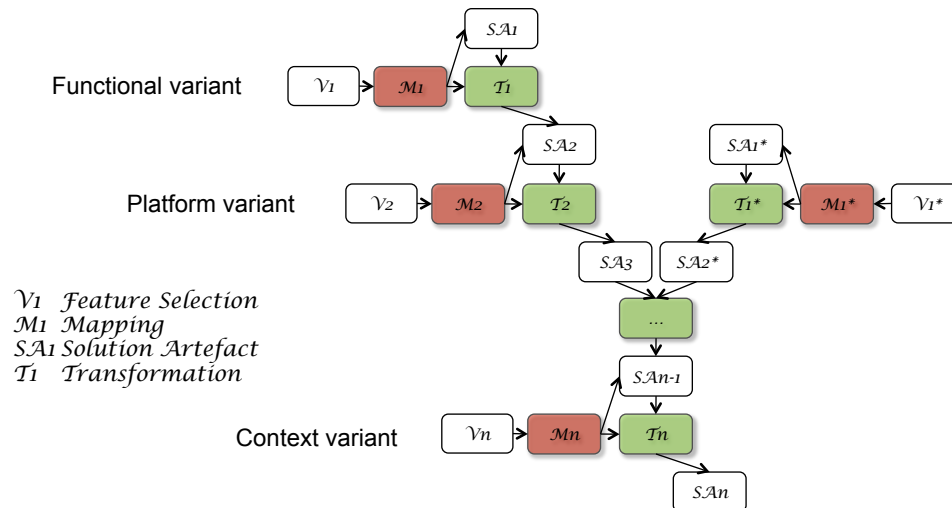 SA1
Functional variant
V1
M1
T1
SA2
SA1*
Platform variant
V2
M2
T2
T1*
M1*
V1*
SA3
SA2*
V1 Feature Selection
M1 Mapping
SA1 Solution Artefact
T1 Transformation
...
SAn-1
Context variant
Vn
Mn
Tn
SAn